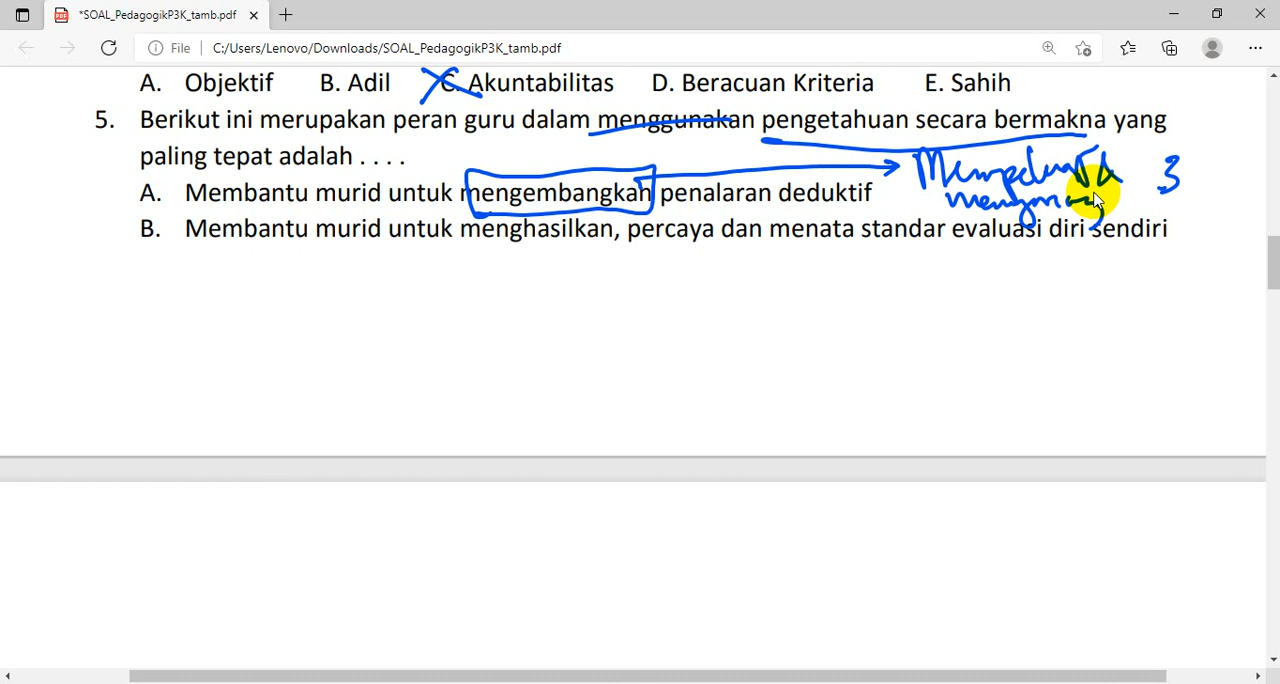 *SOAL_PedagogikP3K_tamb.pdf
File | C:/Users/Lenovo/Downloads/SOAL_PedagogikP3K_tamb.pdf
A. Objektif B. Adil C. Akuntabilitas D. Beracuan Kriteria E. Sahih
5. Berikut ini merupakan peran guru dalam menggunakan pengetahuan secara bermakna yang
paling tepat adalah . . . .
A. Membantu murid untuk mengembangkan penalaran deduktif
3
B. Membantu murid untuk menghasilkan, percaya dan menata standar evaluasi diri sendiri